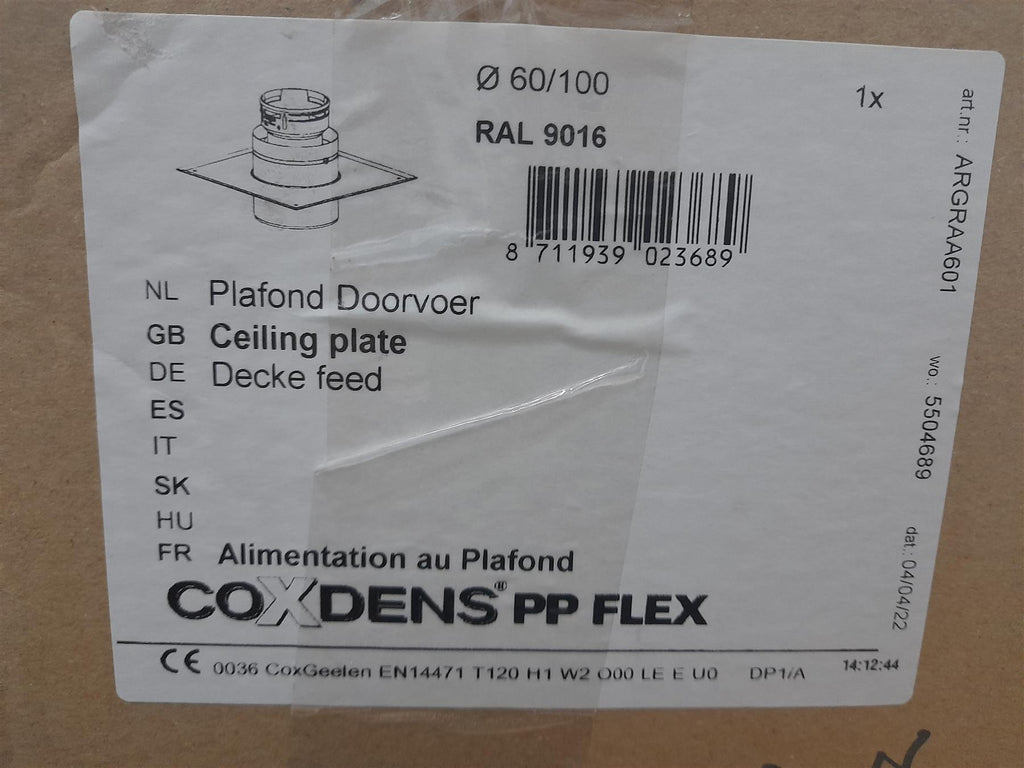 Ø 60/100
1x
RAL 9016
8 711939 023689
NL Plafond Doorvoer
GB Ceiling plate
DE Decke feed
ES
IT
SK
HU
FR Alimentation au Plafond
COXDENS® PP FLEX
CE 0036 CoxGeelen EN14471 T120 H1 W2 O00 LE E U0 DP1/A
14:12:44
art.nr.: ARGRAA601
wo.: 5504689
dat.: 04/04/22